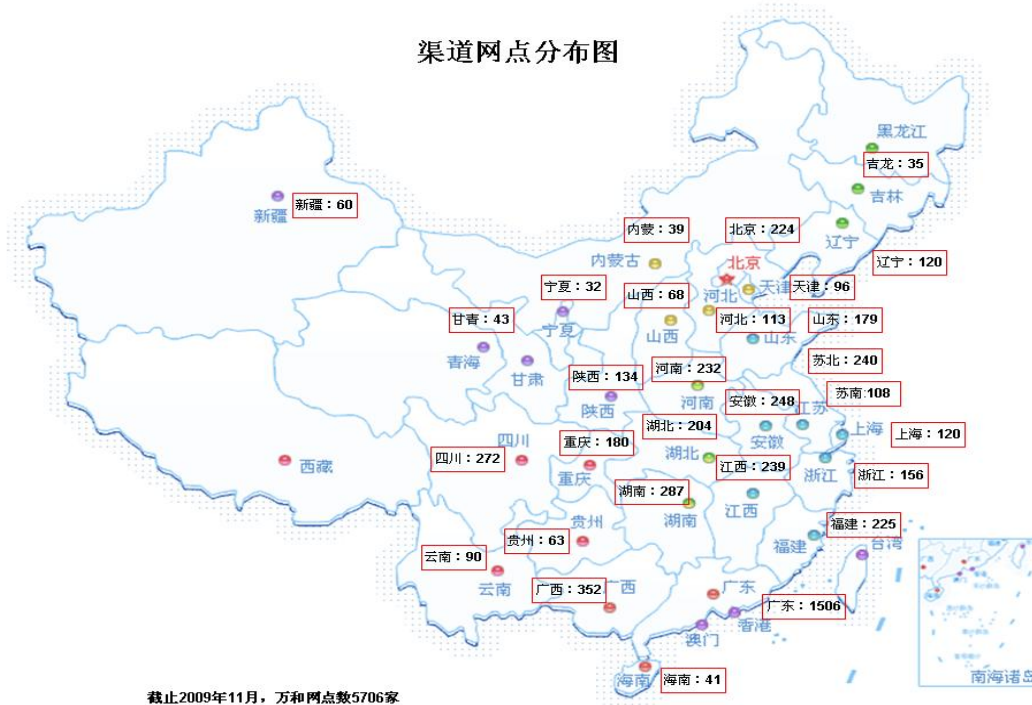 渠道网点分布图
黑龙江
吉龙：35
吉林
新疆：60
新疆
内蒙：39
北京：224
辽宁
内蒙古
北京
辽宁：120
宁夏：32
山西：68
河北
天津
天津：96
甘青：43
宁夏
山西
河北：113
山东：179
山东
青海
甘肃
陕西：134
河南：232
苏北：240
陕西
河南
安徽：248
江苏
苏南:108
四川
湖北：204
安徽
上海
上海：120
西藏
四川：272
重庆：180
重庆
湖北
江西：239
浙江
浙江：156
湖南：287
湖南
江西
贵州
福建：225
贵州：63
福建
台湾
云南：90
云南
广西：352
广西
广东
广东：1506
香港
澳门
海南
海南：41
南海诸岛
截止2009年11月，万和网点数5706家